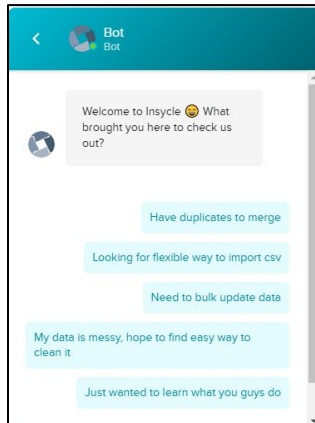 Bot
Bot
Welcome to Insycle 😄 What
brought you here to check us
out?
Have duplicates to merge
Looking for flexible way to import csv
Need to bulk update data
My data is messy, hope to find easy way to
clean it
Just wanted to learn what you guys do